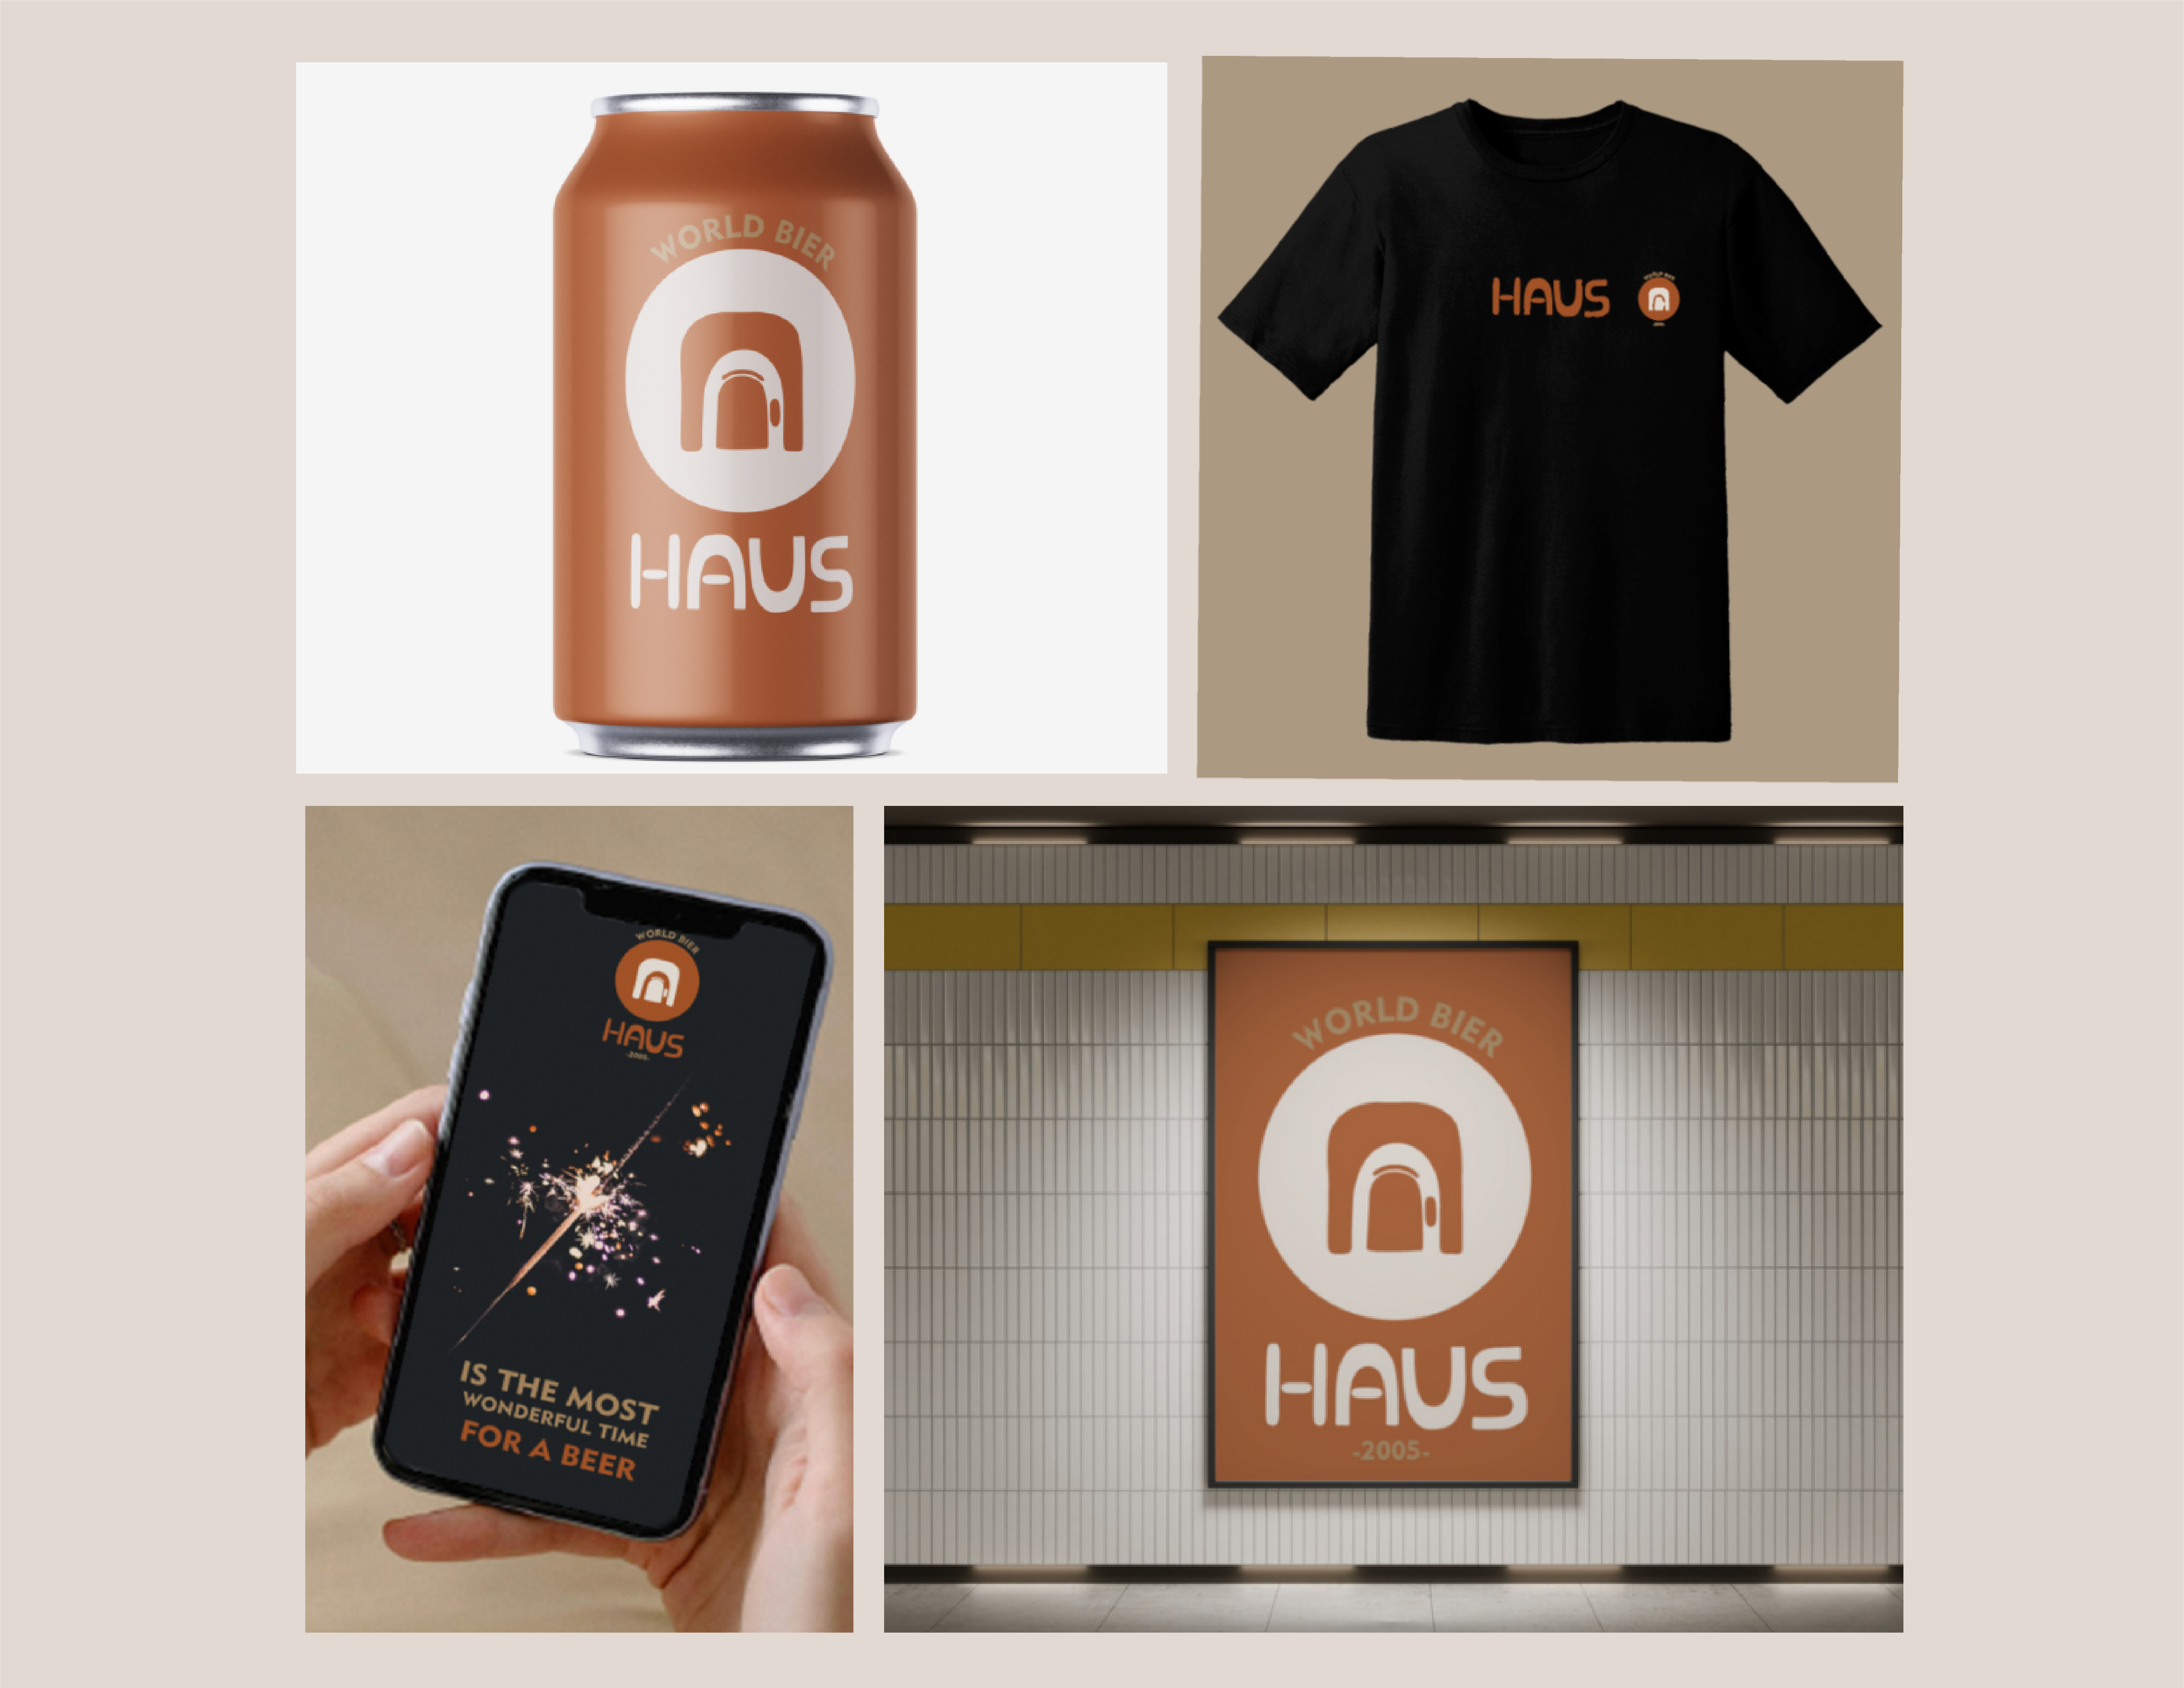 WORLD BIER
HAUS
HAUS
WORLD BIER
HAUS
-2005-
IS THE MOST
WONDERFUL TIME
FOR A BEER
WORLD BIER
HAUS
-2005-